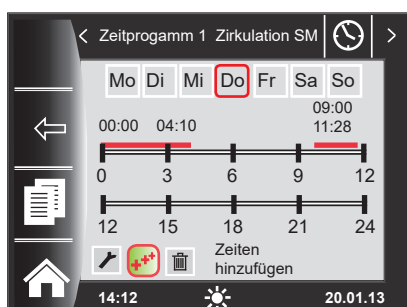 Zeitprogamm 1 Zirkulation SM
Mo Di Mi Do Fr Sa So
09:00
00:00 04:10 11:28
0 3 6 9 12
12 15 18 21 24
Zeiten
hinzufügen
14:12 20.01.13